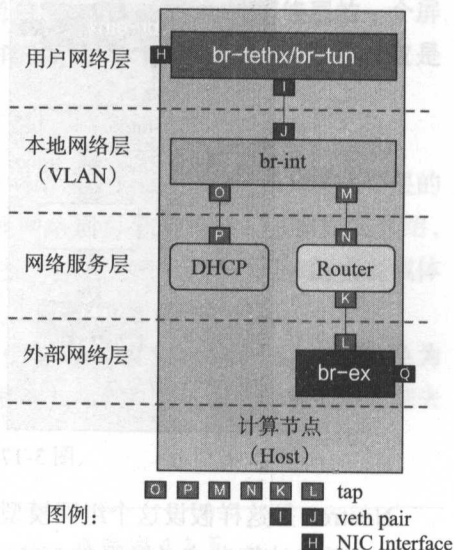 用户网络层
H
br-tethx/br-tun
I
J
本地网络层
(VLAN)
br-int
O
M
P
N
网络服务层
DHCP
Router
K
L
外部网络层
br-ex
Q
计算节点
(Host)
图例:
O P M N K L tap
I J veth pair
H NIC Interface